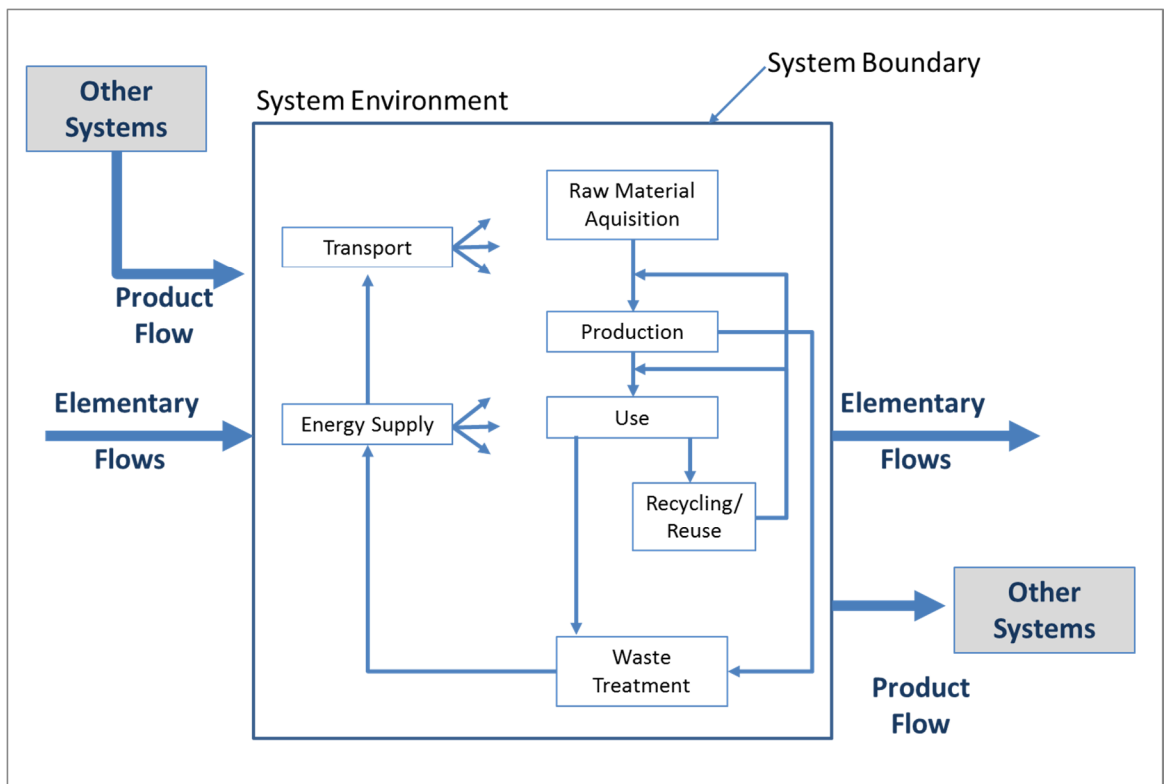 System Boundary
Other
Systems
System Environment
Raw Material
Aquisition
Transport
Product
Flow
Production
Elementary
Flows
Energy Supply
Use
Elementary
Flows
Recycling/
Reuse
Other
Systems
Waste
Treatment
Product
Flow